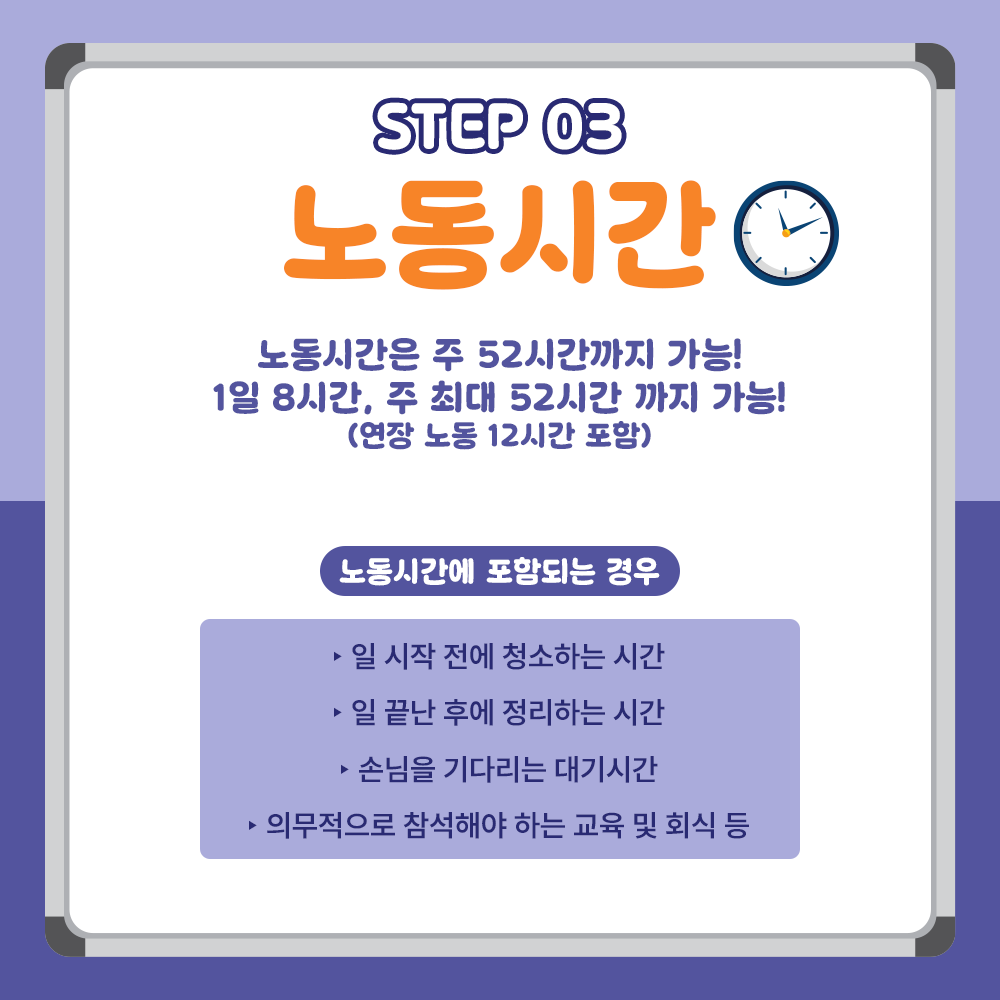 STEP 03
노동시간
노동시간은 주 52시간까지 가능!
1일 8시간, 주 최대 52시간 까지 가능!
(연장 노동 12시간 포함)
노동시간에 포함되는 경우
▸ 일 시작 전에 청소하는 시간
▸ 일 끝난 후에 정리하는 시간
▸ 손님을 기다리는 대기시간
▸ 의무적으로 참석해야 하는 교육 및 회식 등